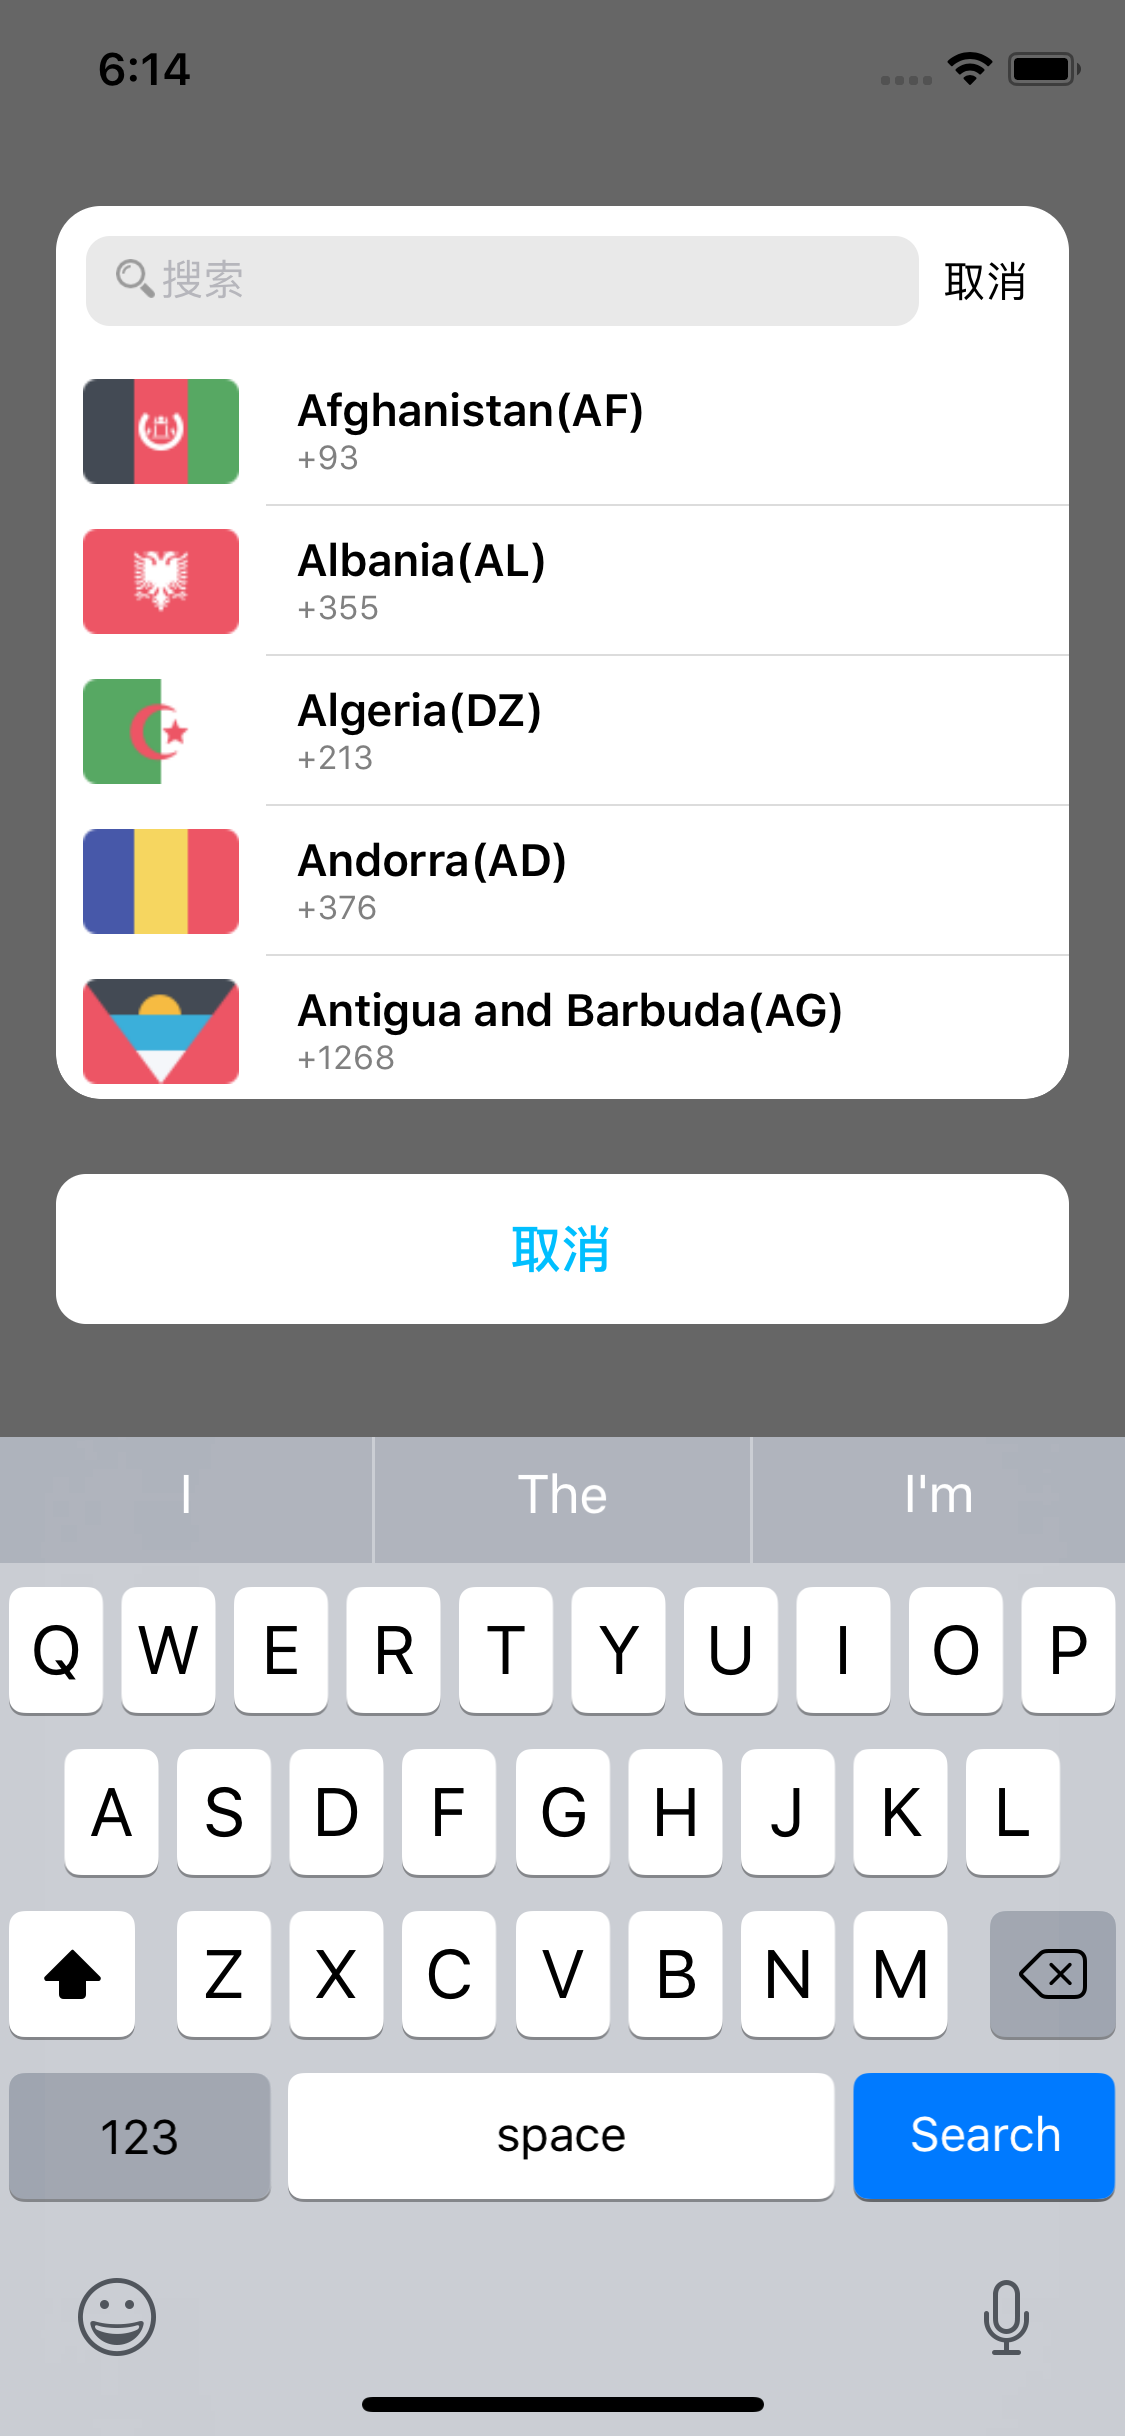 6:14
搜索
取消
Afghanistan(AF)
+93
Albania(AL)
+355
Algeria(DZ)
+213
Andorra(AD)
+376
Antigua and Barbuda(AG)
+1268
取消
I The I'm
Q W E R T Y U I O P
A S D F G H J K L
Z X C V B N M
123 space Search